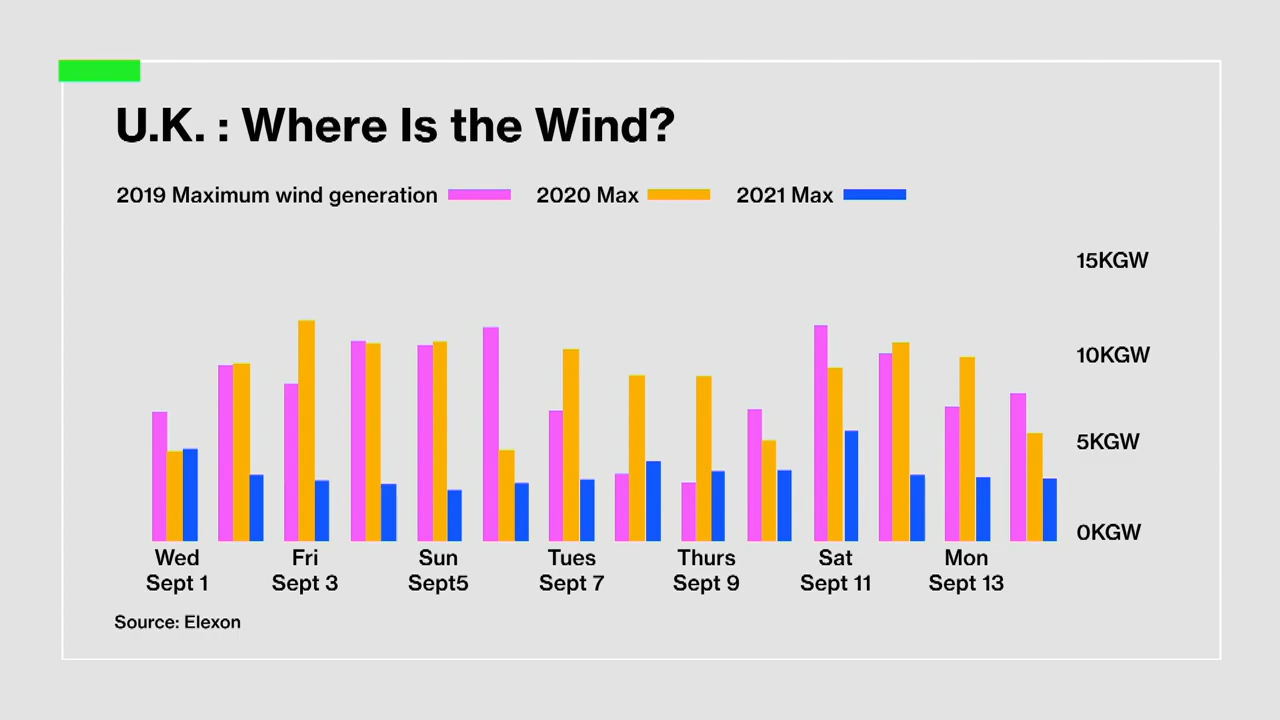 U.K. : Where Is the Wind?
2019 Maximum wind generation 2020 Max 2021 Max
15KGW
10KGW
5KGW
0KGW
Wed Fri Sun Tues Thurs Sat Mon
Sept 1 Sept 3 Sept5 Sept 7 Sept 9 Sept 11 Sept 13
Source: Elexon